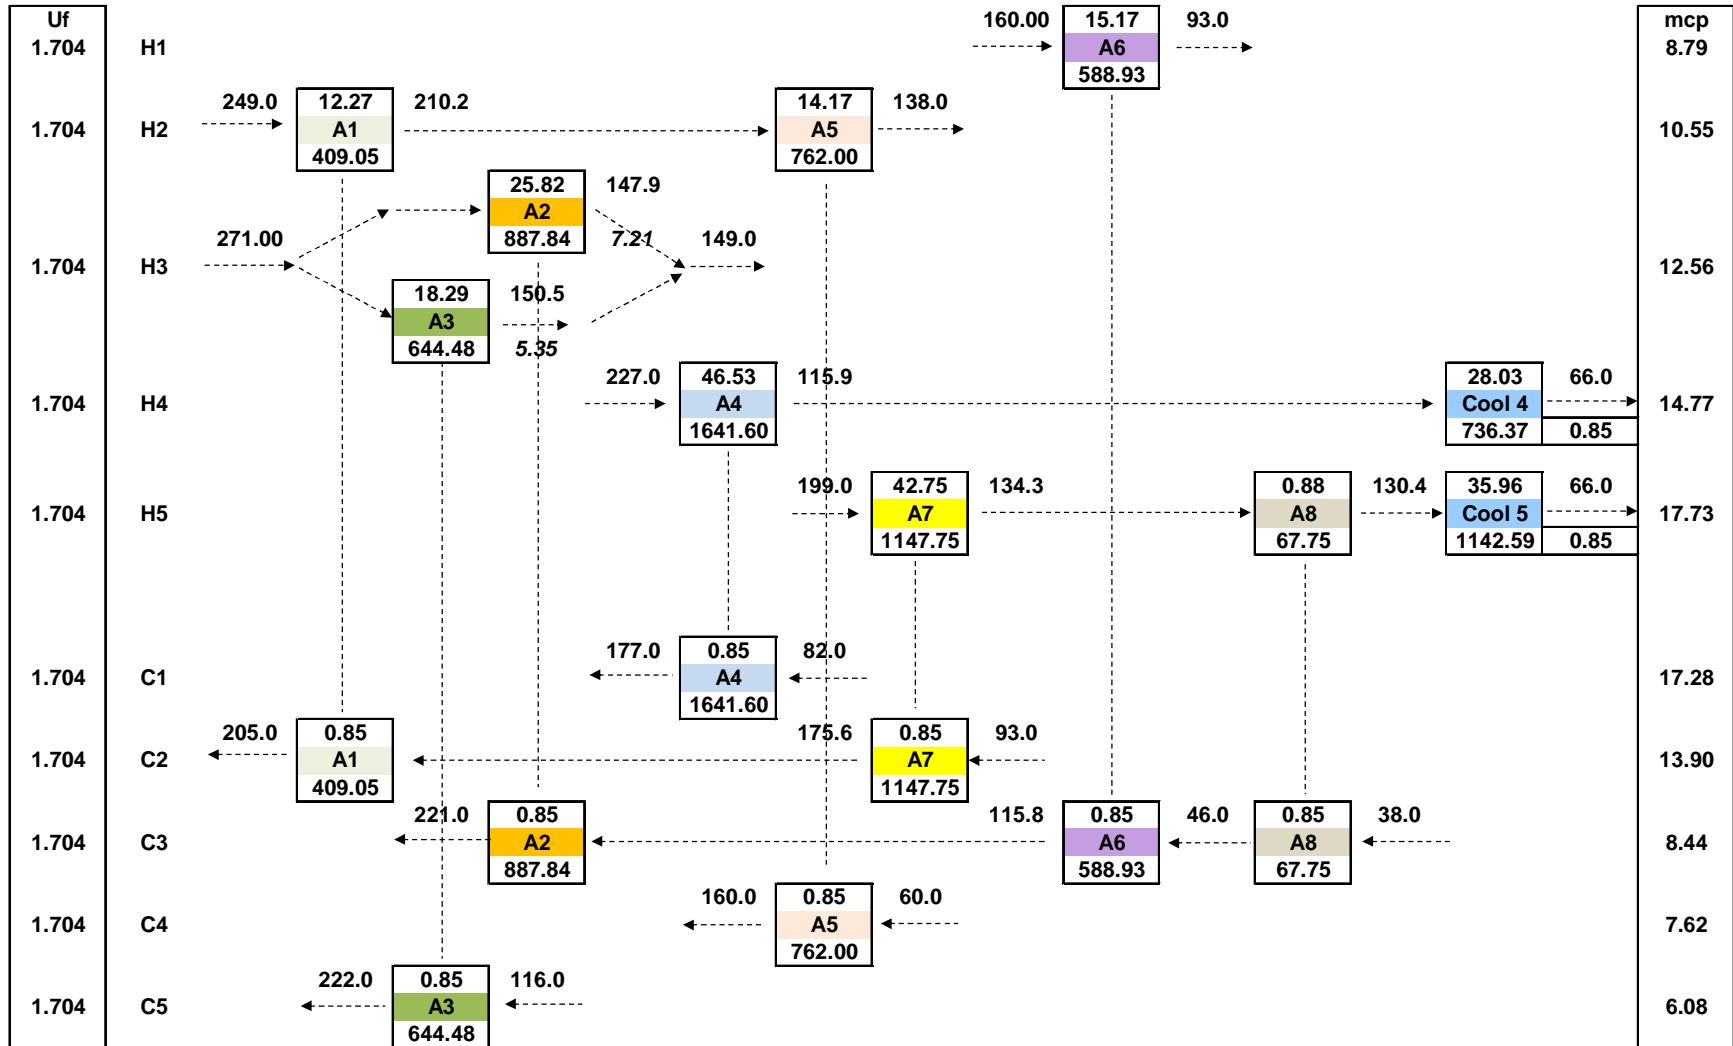 Uf 160.00 15.17 93.0 mcp
1.704 H1 A6 8.79
588.93
249.0 12.27 210.2 14.17 138.0
1.704 H2 A1 A5 10.55
409.05 762.00
25.82 147.9
A2
271.00 887.84 7.21 149.0
1.704 H3 12.56
18.29 150.5
A3
644.48 5.35
227.0 46.53 115.9 28.03 66.0
1.704 H4 A4 Cool 4 14.77
1641.60 736.37 0.85
199.0 42.75 134.3 0.88 130.4 35.96 66.0
1.704 H5 A7 A8 Cool 5 17.73
1147.75 67.75 1142.59 0.85
177.0 0.85 82.0
1.704 C1 A4 17.28
1641.60
205.0 0.85 175.6 0.85 93.0
1.704 C2 A1 A7 13.90
409.05 1147.75
221.0 0.85 115.8 0.85 46.0 0.85 38.0
1.704 C3 A2 A6 A8 8.44
887.84 588.93 67.75
160.0 0.85 60.0
1.704 C4 A5 7.62
762.00
222.0 0.85 116.0
1.704 C5 A3 6.08
644.48